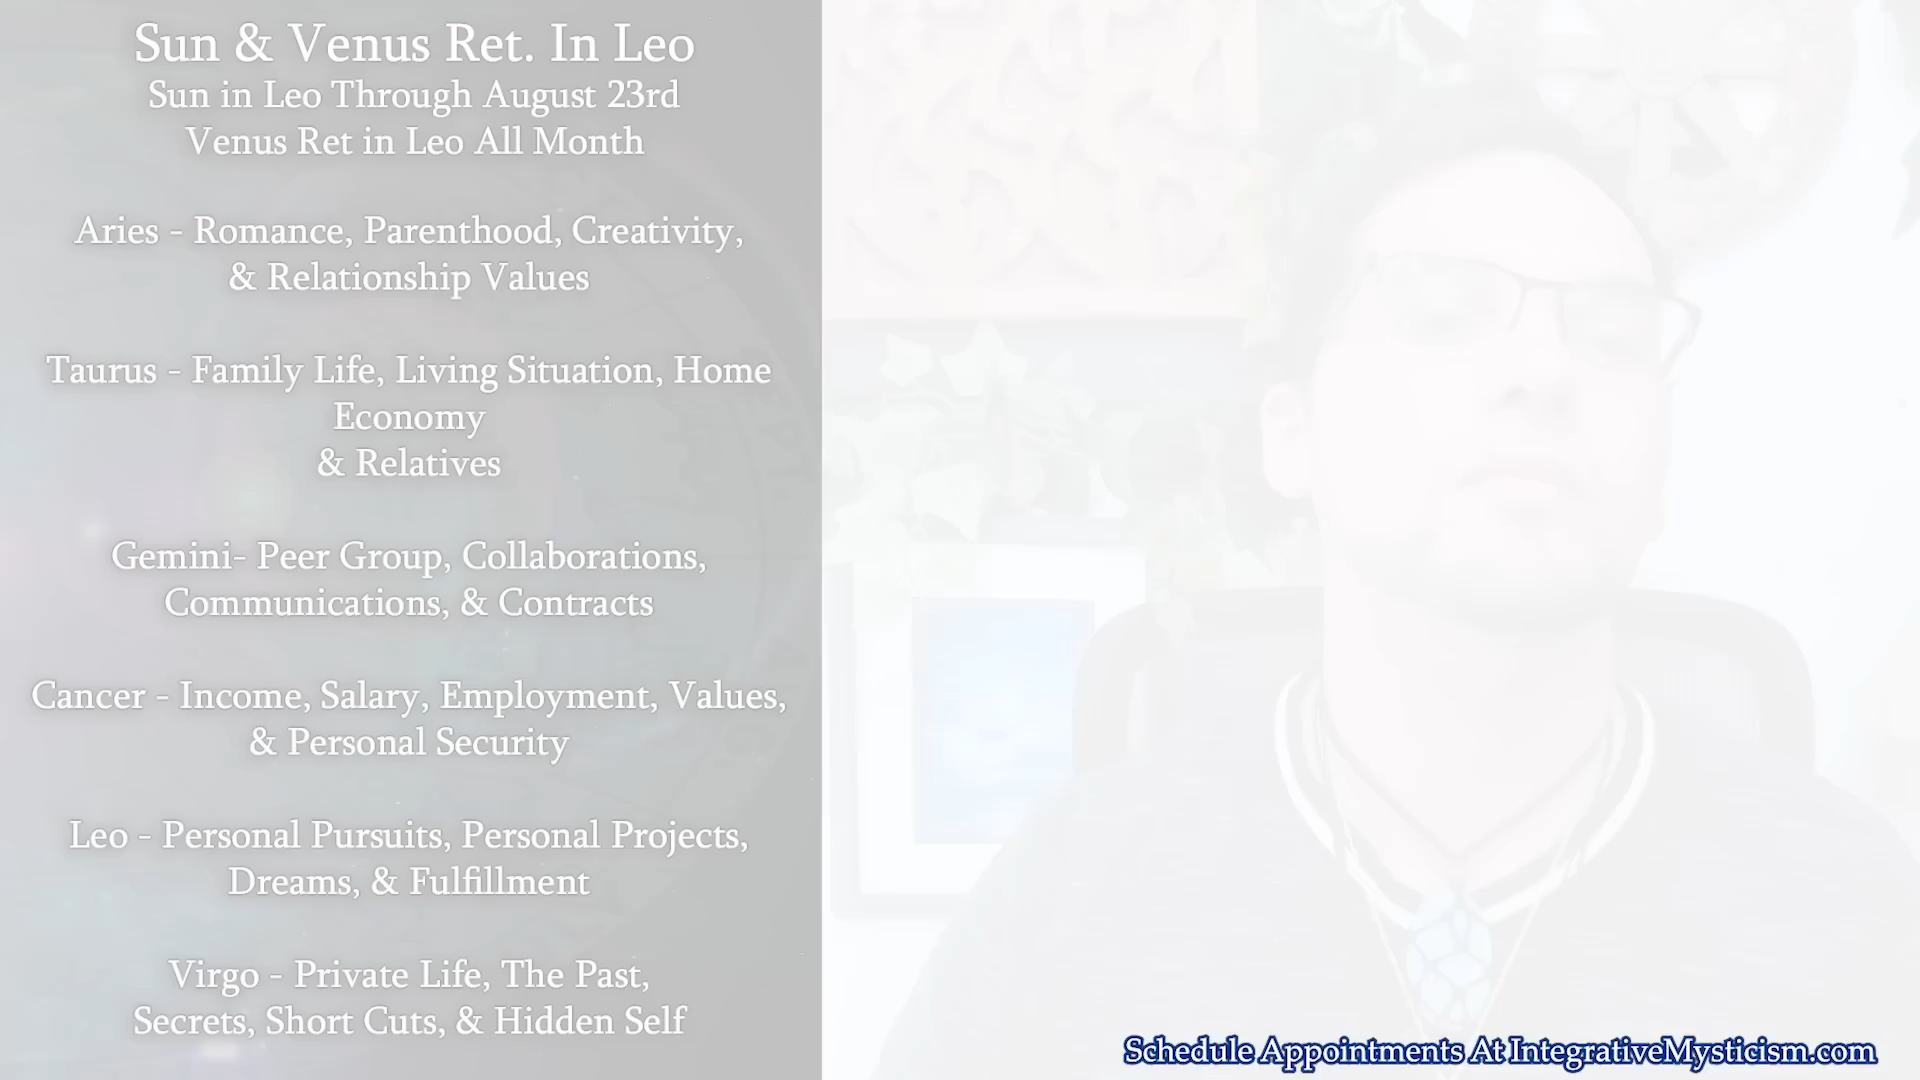 Sun & Venus Ret. In Leo
Sun in Leo Through August 23rd
Venus Ret in Leo All Month
Aries - Romance, Parenthood, Creativity,
& Relationship Values
Taurus - Family Life, Living Situation, Home
Economy
& Relatives
Gemini- Peer Group, Collaborations,
Communications, & Contracts
Cancer - Income, Salary, Employment, Values,
& Personal Security
Leo - Personal Pursuits, Personal Projects,
Dreams, & Fulfillment
Virgo - Private Life, The Past,
Secrets, Short Cuts, & Hidden Self
Schedule Appointments At IntegrativeMysticism.com